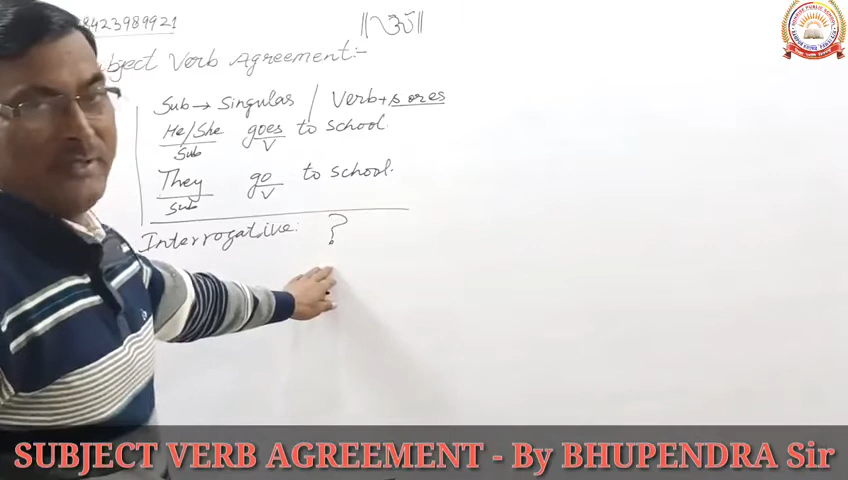 8423989921
॥ॐ॥
Subject Verb Agreement:-
Sub→ Singulas / Verb+s or es
He/She goes to school.
Sub V
They go to school.
Sub V
Interrogative: ?
SUBJECT VERB AGREEMENT - By BHUPENDRA Sir